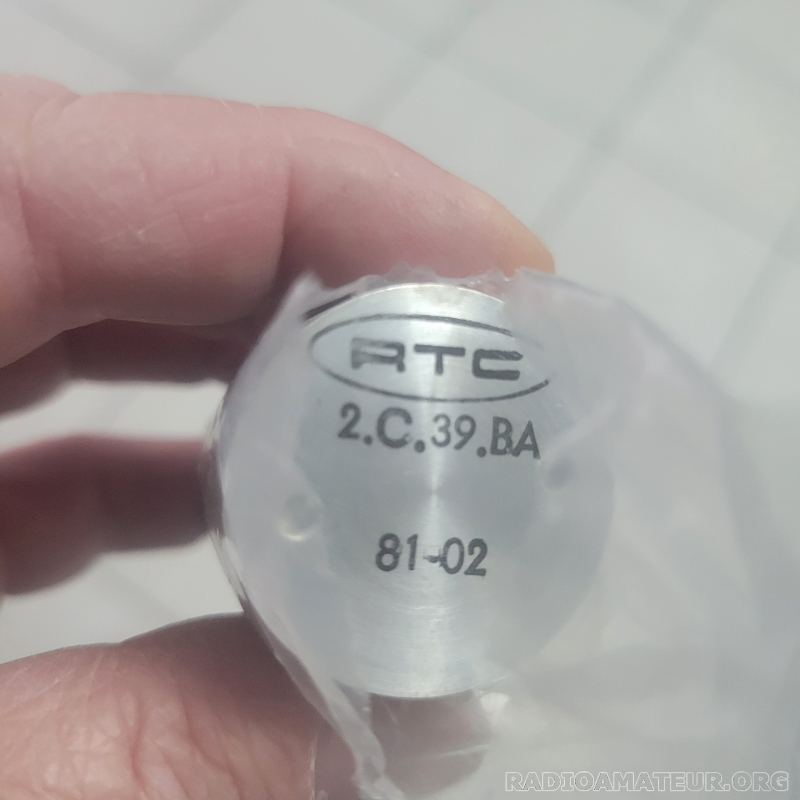 RTC
2.C.39.BA
81-02
RADIOAMATEUR.ORG